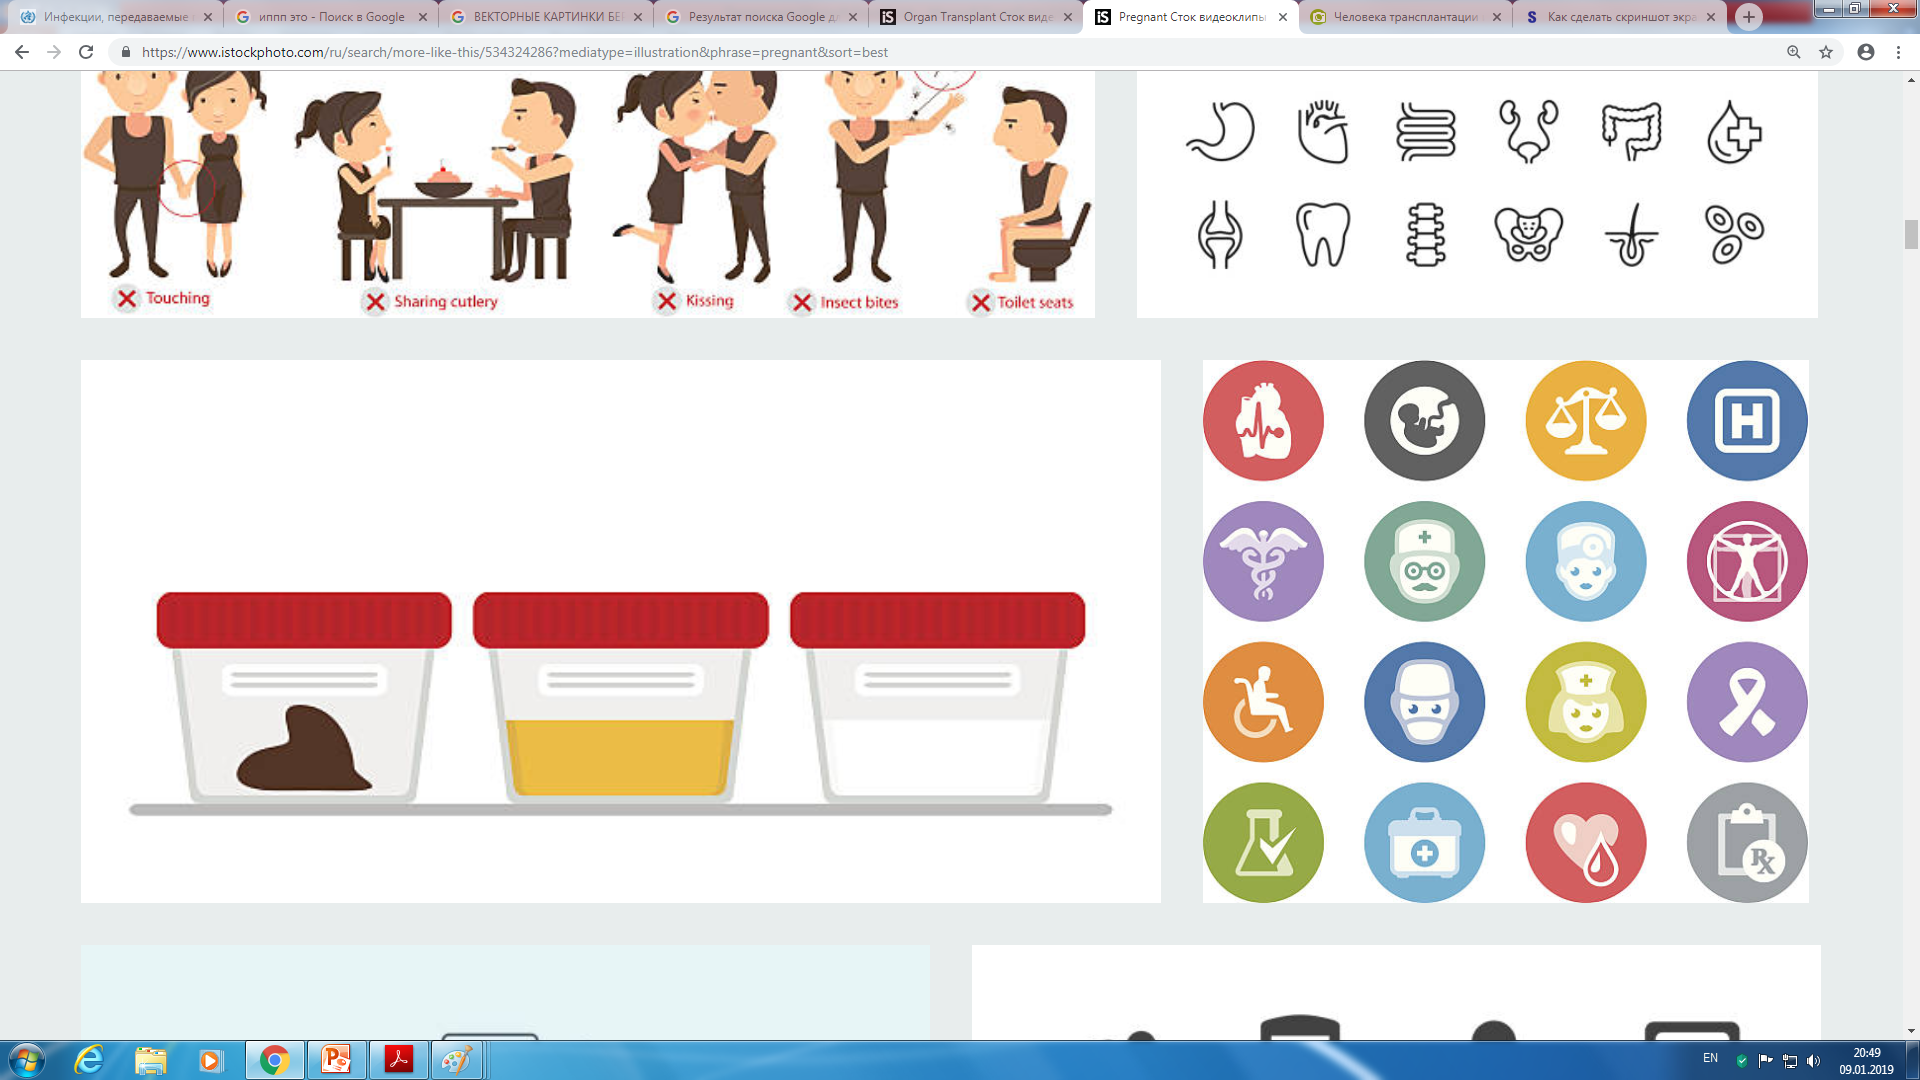 Инфекции, передаваемые
иппп это - Поиск в Google
ВЕКТОРНЫЕ КАРТИНКИ БЕ
Результат поиска Google д
Organ Transplant Сток виде
Pregnant Сток видеоклипы
Человека трансплантации
Как сделать скриншот экра
https://www.istockphoto.com/ru/search/more-like-this/534324286?mediatype=illustration&phrase=pregnant&sort=best
Touching
Sharing cutlery
Kissing
Insect bites
Toilet seats
H
Rx
EN
20:49
09.01.2019